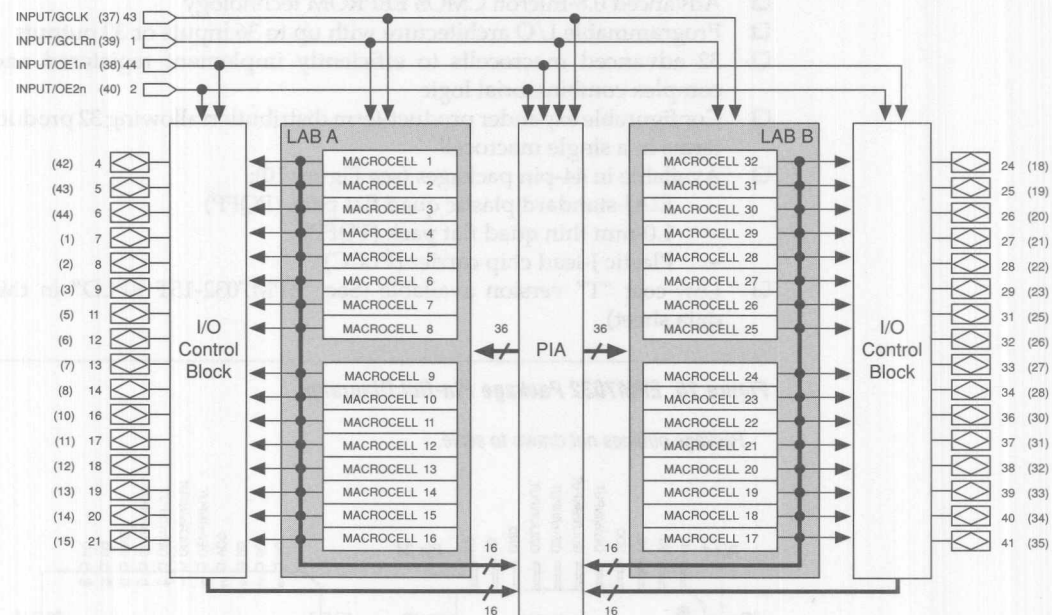 INPUT/GCLK (37) 43
INPUT/GCLRn (39) 1
INPUT/OE1n (38) 44
INPUT/OE2n (40) 2
LAB A
LAB B
(42) 4
MACROCELL 1
MACROCELL 32
24 (18)
(43) 5
MACROCELL 2
MACROCELL 31
25 (19)
(44) 6
MACROCELL 3
MACROCELL 30
26 (20)
(1) 7
MACROCELL 4
MACROCELL 29
27 (21)
(2) 8
MACROCELL 5
MACROCELL 28
28 (22)
(3) 9
MACROCELL 6
MACROCELL 27
29 (23)
(5) 11
MACROCELL 7
MACROCELL 26
31 (25)
(6) 12
MACROCELL 8
MACROCELL 25
32 (26)
I/O
Control
Block
36
PIA
36
I/O
Control
Block
(7) 13
MACROCELL 9
MACROCELL 24
33 (27)
(8) 14
MACROCELL 10
MACROCELL 23
34 (28)
(10) 16
MACROCELL 11
MACROCELL 22
36 (30)
(11) 17
MACROCELL 12
MACROCELL 21
37 (31)
(12) 18
MACROCELL 13
MACROCELL 20
38 (32)
(13) 19
MACROCELL 14
MACROCELL 19
39 (33)
(14) 20
MACROCELL 15
MACROCELL 18
40 (34)
(15) 21
MACROCELL 16
MACROCELL 17
41 (35)
16
16
16
16